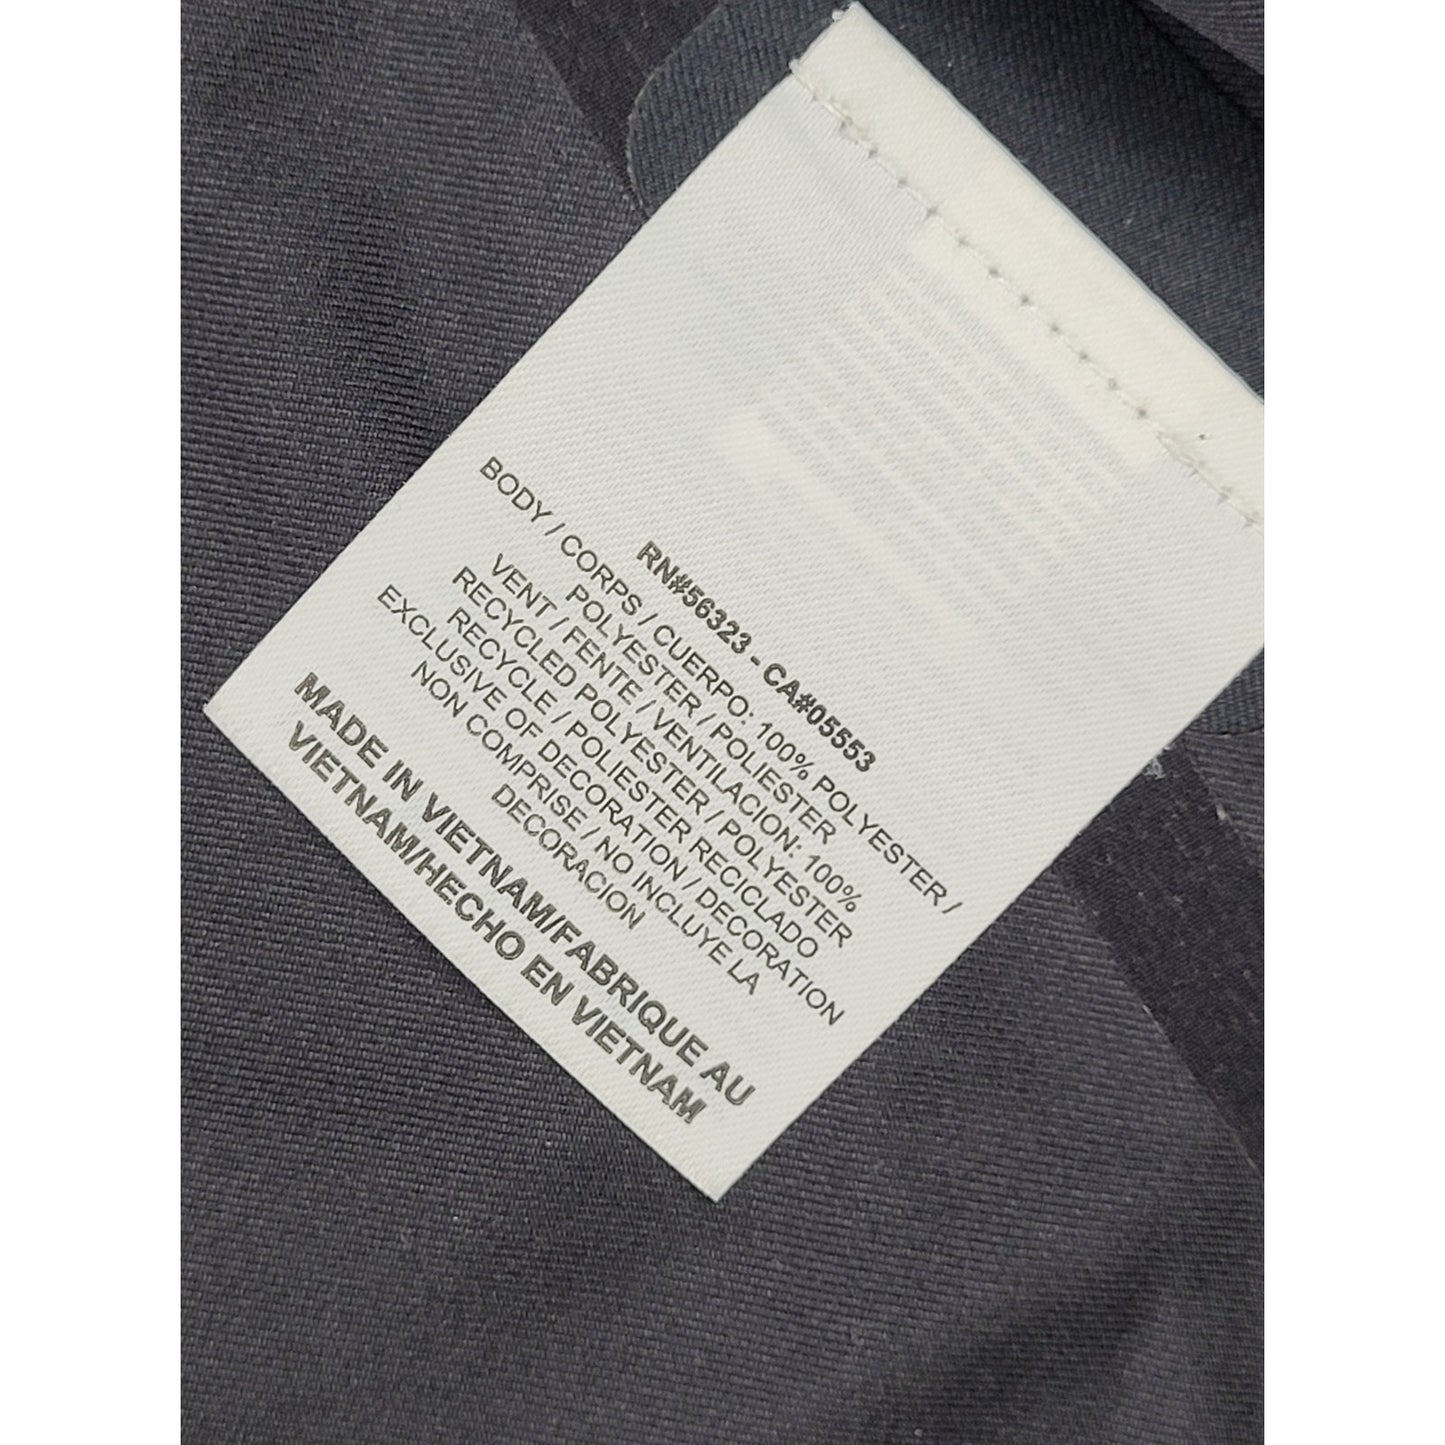 RN#56323 - CA#05553
BODY / CORPS / CUERPO: 100% POLYESTER /
POLYESTER / POLIESTER
VENT / FENTE / VENTILACION: 100%
RECYCLED POLYESTER / POLYESTER
RECYCLE / POLIESTER RECICLADO
EXCLUSIVE OF DECORATION / DECORATION
NON COMPRISE / NO INCLUYE LA
DECORACION
MADE IN VIETNAM/FABRIQUE AU
VIETNAM/HECHO EN VIETNAM